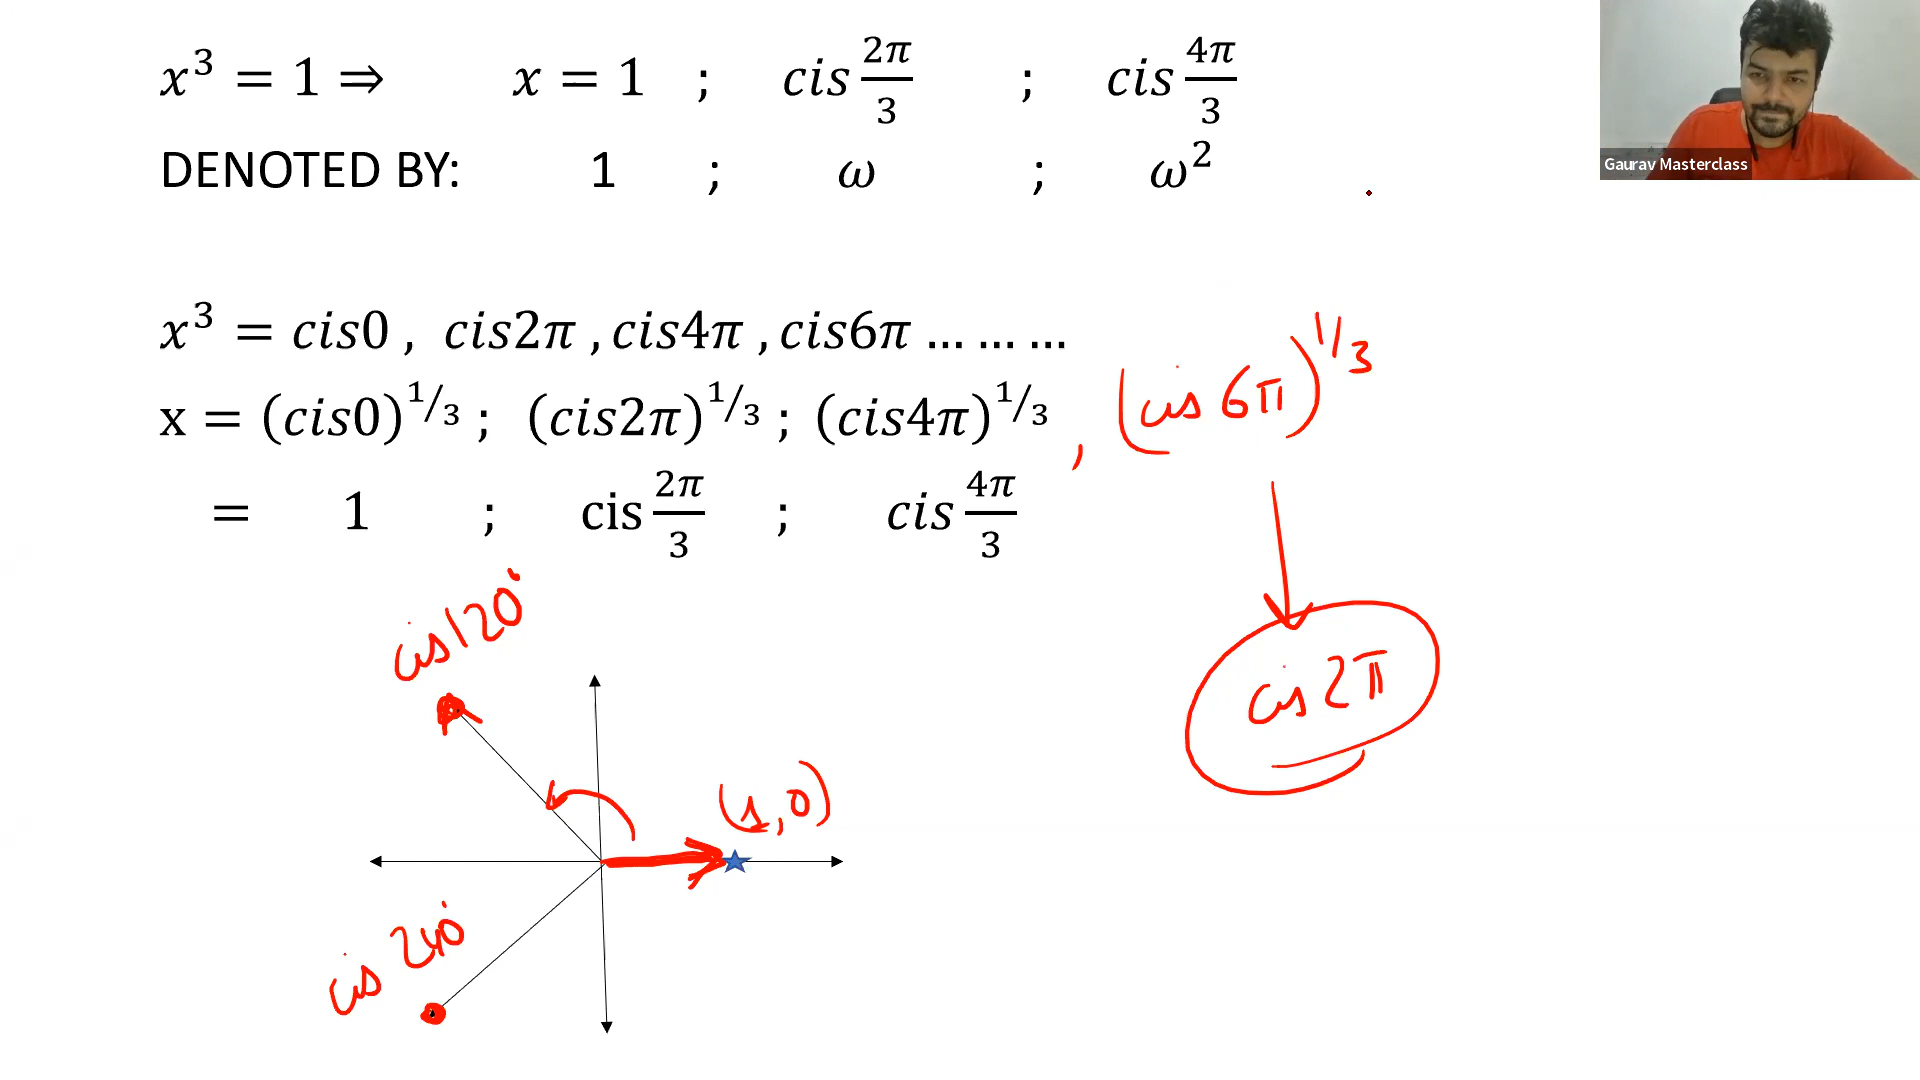 x³ = 1 ⇒ x = 1 ; cis 2π/3 ; cis 4π/3
DENOTED BY: 1 ; ω ; ω²
Gaurav Masterclass
x³ = cis0 , cis2π , cis4π , cis6π ... ... ...
x = (cis0)^1/3 ; (cis2π)^1/3 ; (cis4π)^1/3 , (cis 6π)^1/3
= 1 ; cis 2π/3 ; cis 4π/3
cis 2π
cis 120°
(1, 0)
cis 240°